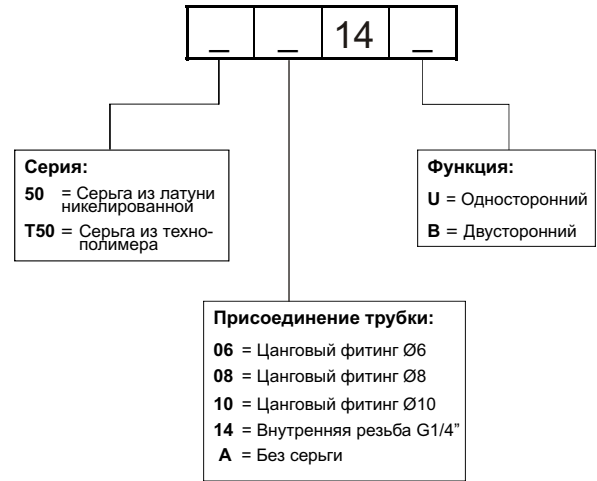 _ _ 14 _
Серия:
50 = Серьга из латуни
никелированной
T50 = Серьга из техно-
полимера
Функция:
U = Односторонний
B = Двусторонний
Присоединение трубки:
06 = Цанговый фитинг Ø6
08 = Цанговый фитинг Ø8
10 = Цанговый фитинг Ø10
14 = Внутренняя резьба G1/4”
A = Без серьги